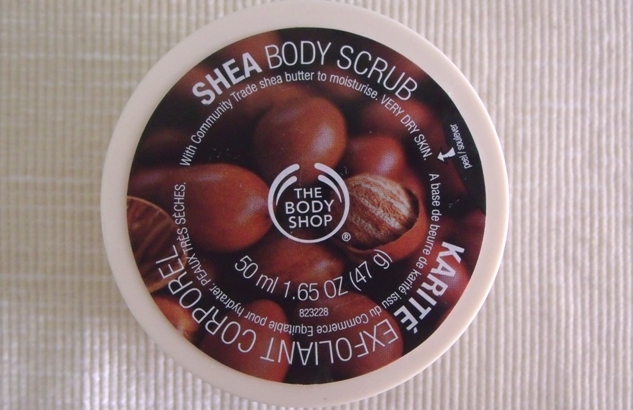 SHEA BODY SCRUB
With Community Trade shea butter to moisturise. VERY DRY SKIN.
peel / soulever
THE
BODY
SHOP
®
50 ml 1.65 OZ (47 g)
823228
KARITÉ EXFOLIANT CORPOREL
A base de beurre de karité issu du Commerce Equitable pour hydrater. PEAUX TRÈS SÈCHES.